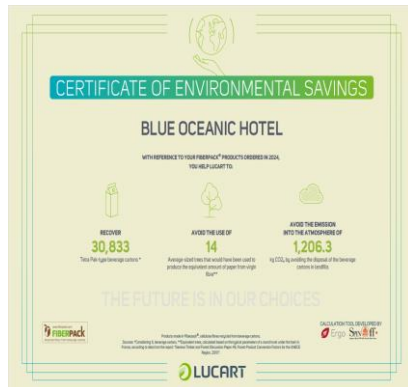 CERTIFICATE OF ENVIRONMENTAL SAVINGS
BLUE OCEANIC HOTEL
WITH REFERENCE TO YOUR FIBERPACK® PRODUCTS ORDERED IN 2024,
YOU HELP LUCART TO:
RECOVER
30,833
Tetra Pak type beverage cartons *
AVOID THE USE OF
14
Average-sized trees that would have been used to
produce the equivalent amount of paper from virgin
AVOID THE EMISSION
INTO THE ATMOSPHERE OF
1,206.3
kg CO₂, by avoiding the disposal of the beverage
cartons in landfills
THE FUTURE IS IN OUR CHOICES
FIBERPACK
CALCULATION TOOL DEVELOPED BY
Ergo
LUCART